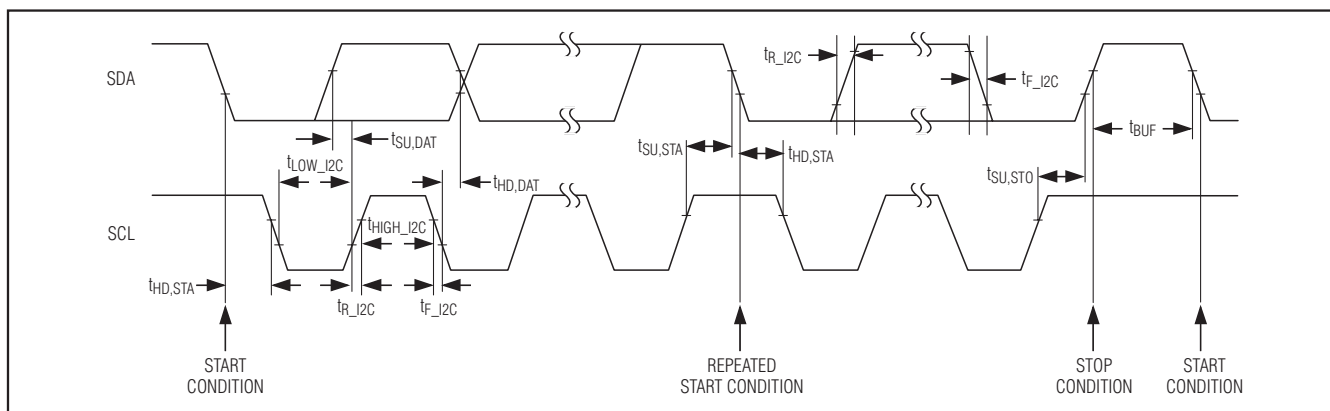 SDA
tR_I2C
tF_I2C
tSU,DAT
tLOW_I2C
tHD,DAT
tSU,STA
tHD,STA
tBUF
tSU,STO
SCL
tHIGH_I2C
tHD,STA
tR_I2C
tF_I2C
START
CONDITION
REPEATED
START CONDITION
STOP
CONDITION
START
CONDITION